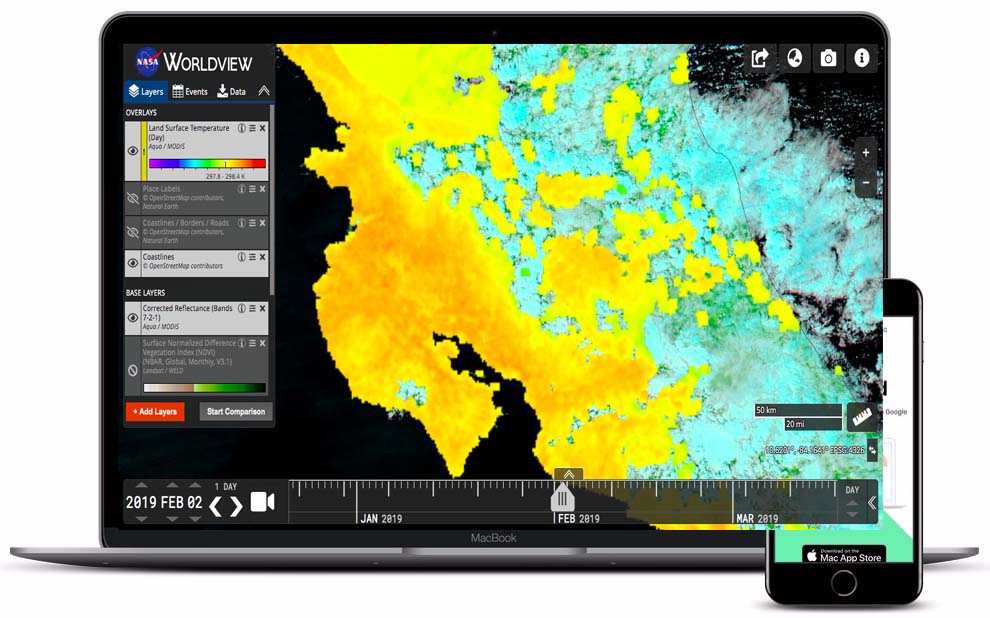 NASA WORLDVIEW
Layers Events Data
OVERLAYS
Land Surface Temperature
(Day)
Aqua / MODIS
297.8 - 298.4 K
Place Labels
© OpenStreetMap contributors,
Natural Earth
Coastlines / Borders / Roads
© OpenStreetMap contributors,
Natural Earth
Coastlines
© OpenStreetMap contributors
BASE LAYERS
Corrected Reflectance (Bands
7-2-1)
Aqua / MODIS
Surface Normalized Difference
Vegetation Index (NDVI)
(NBAR, Global, Monthly, V3.1)
Landsat / WELD
+ Add Layers Start Comparison
50 km
20 mi
EPSG:4326
Google
1 DAY
2019 FEB 02
JAN 2019
FEB 2019
MAR 2019
DAY
MacBook
Download on the
Mac App Store